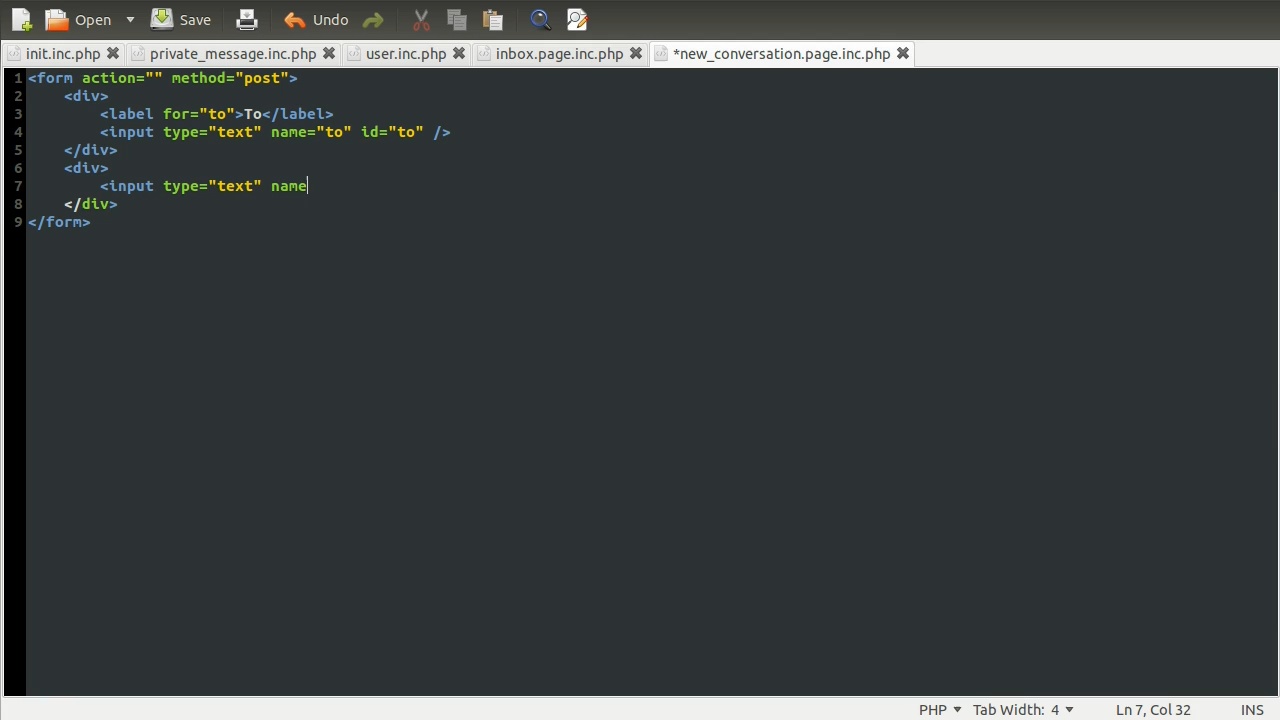 Open Save Undo
init.inc.php private_message.inc.php user.inc.php inbox.page.inc.php *new_conversation.page.inc.php
1 <form action="" method="post">
2 <div>
3 <label for="to">To</label>
4 <input type="text" name="to" id="to" />
5 </div>
6 <div>
7 <input type="text" name
8 </div>
9 </form>
PHP Tab Width: 4 Ln 7, Col 32 INS